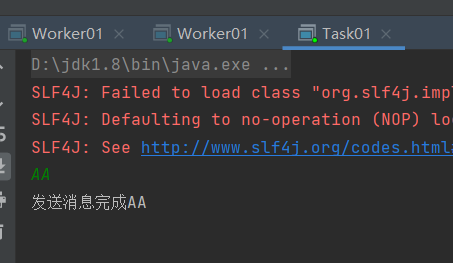 Worker01 Worker01 Task01
D:\jdk1.8\bin\java.exe ...
SLF4J: Failed to load class "org.slf4j.impl
SLF4J: Defaulting to no-operation (NOP) lo
SLF4J: See http://www.slf4j.org/codes.html
AA
发送消息完成AA